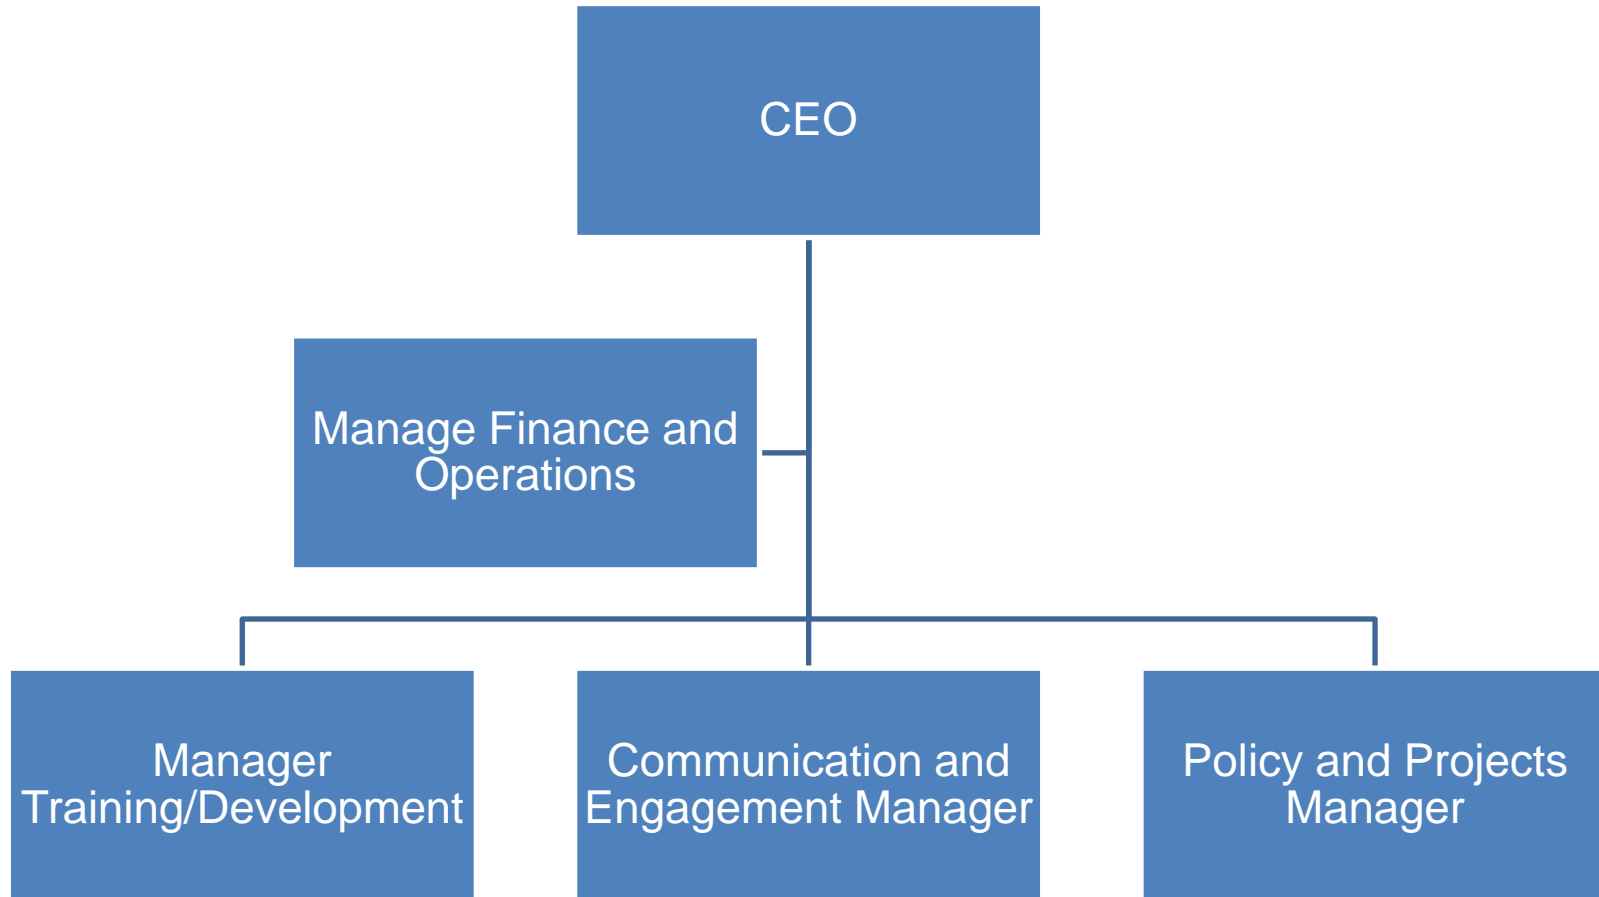 CEO
Manage Finance and
Operations
Manager
Training/Development
Communication and
Engagement Manager
Policy and Projects
Manager